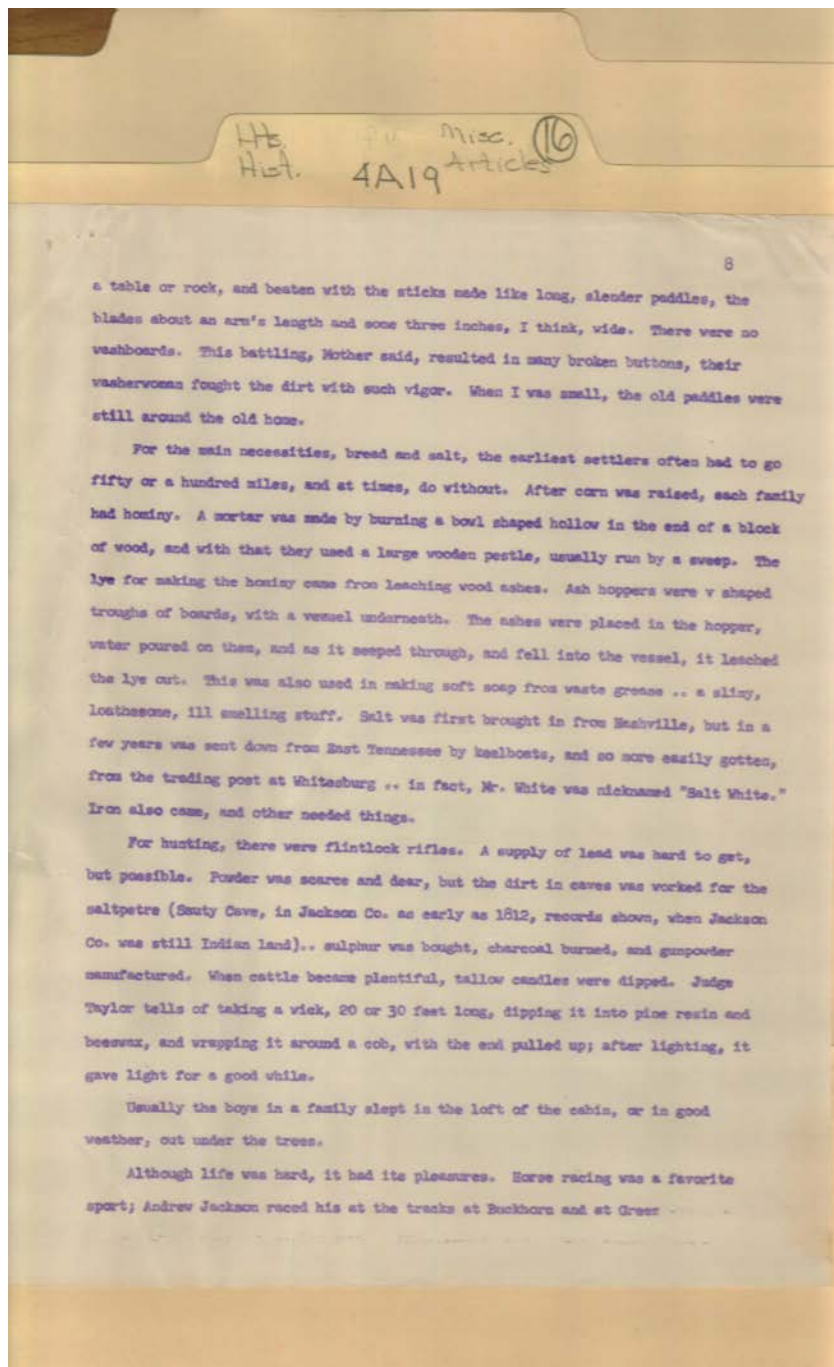 Hts. Misc. 16
Hist. 4A19 Articles
8
a table or rock, and beaten with the sticks made like long, slender paddles, the
blades about an arm's length and some three inches, I think, wide. There were no
washboards. This battling, Mother said, resulted in many broken buttons, their
washerwoman fought the dirt with such vigor. When I was small, the old paddles were
still around the old home.
For the main necessities, bread and salt, the earliest settlers often had to go
fifty or a hundred miles, and at times, do without. After corn was raised, each family
had hominy. A mortar was made by burning a bowl shaped hollow in the end of a block
of wood, and with that they used a large wooden pestle, usually run by a sweep. The
lye for making the hominy came from leaching wood ashes. Ash hoppers were v shaped
troughs of boards, with a vessel underneath. The ashes were placed in the hopper,
water poured on them, and as it seeped through, and fell into the vessel, it leached
the lye out. This was also used in making soft soap from waste grease .. a slimy,
loathesome, ill smelling stuff. Salt was first brought in from Nashville, but in a
few years was sent down from East Tennessee by keelboats, and so more easily gotten,
from the trading post at Whitesburg .. in fact, Mr. White was nicknamed "Salt White."
Iron also came, and other needed things.
For hunting, there were flintlock rifles. A supply of lead was hard to get,
but possible. Powder was scarce and dear, but the dirt in caves was worked for the
saltpetre (Sauty Cave, in Jackson Co. as early as 1812, records shown, when Jackson
Co. was still Indian land).. sulphur was bought, charcoal burned, and gunpowder
manufactured. When cattle became plentiful, tallow candles were dipped. Judge
Taylor tells of taking a wick, 20 or 30 feet long, dipping it into pine resin and
beeswax, and wrapping it around a cob, with the end pulled up; after lighting, it
gave light for a good while.
Usually the boys in a family slept in the loft of the cabin, or in good
weather, out under the trees.
Although life was hard, it had its pleasures. Horse racing was a favorite
sport; Andrew Jackson raced his at the tracks at Buckhorn and at Greer